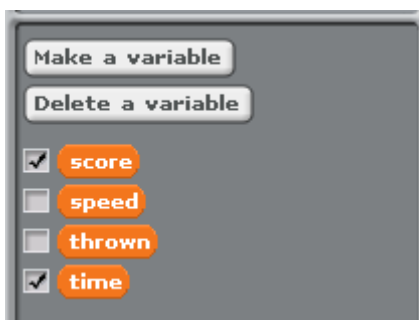 Make a variable
Delete a variable
score
speed
thrown
time